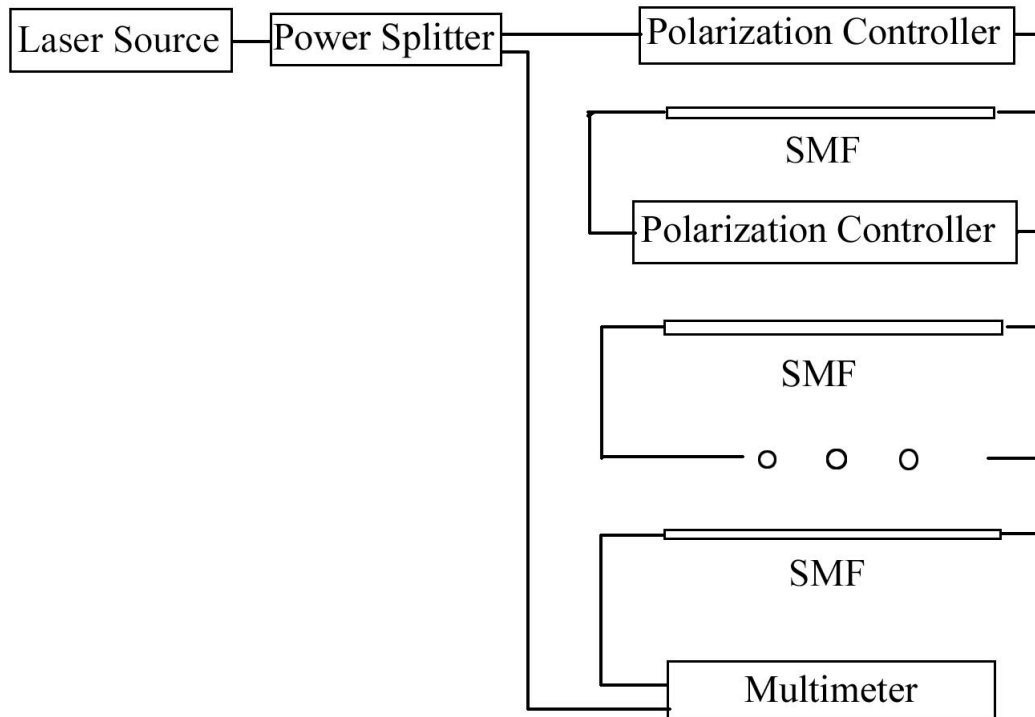 Laser Source
Power Splitter
Polarization Controller
SMF
Polarization Controller
SMF
SMF
Multimeter